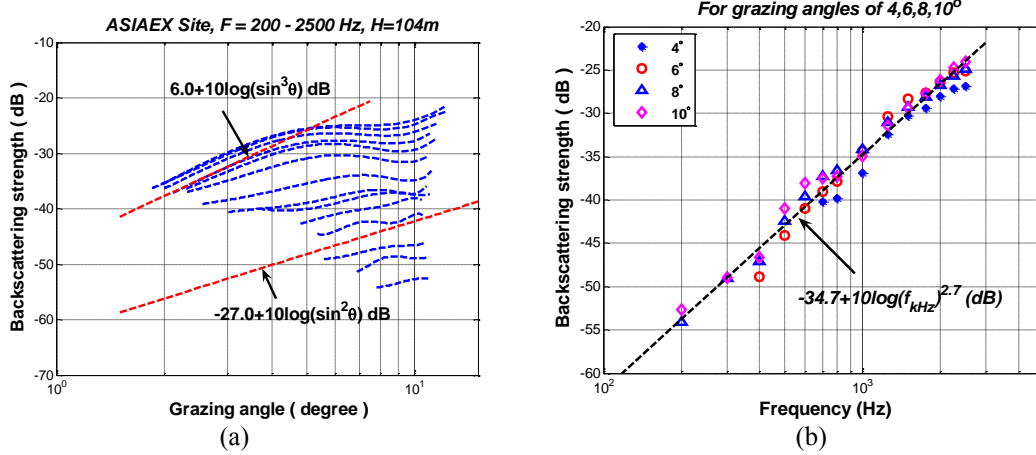 ASIAEX Site, F = 200 - 2500 Hz, H=104m
-10
-20
-30
-40
-50
-60
-70
Backscattering strength ( dB )
6.0+10log(sin³θ) dB
-27.0+10log(sin²θ) dB
10⁰
10¹
Grazing angle ( degree )
(a)
For grazing angles of 4,6,8,10⁰
-20
-25
-30
-35
-40
-45
-50
-55
-60
Backscattering strength ( dB )
4°
6°
8°
10°
-34.7+10log(f_kHz)^2.7 (dB)
10²
10³
Frequency (Hz)
(b)